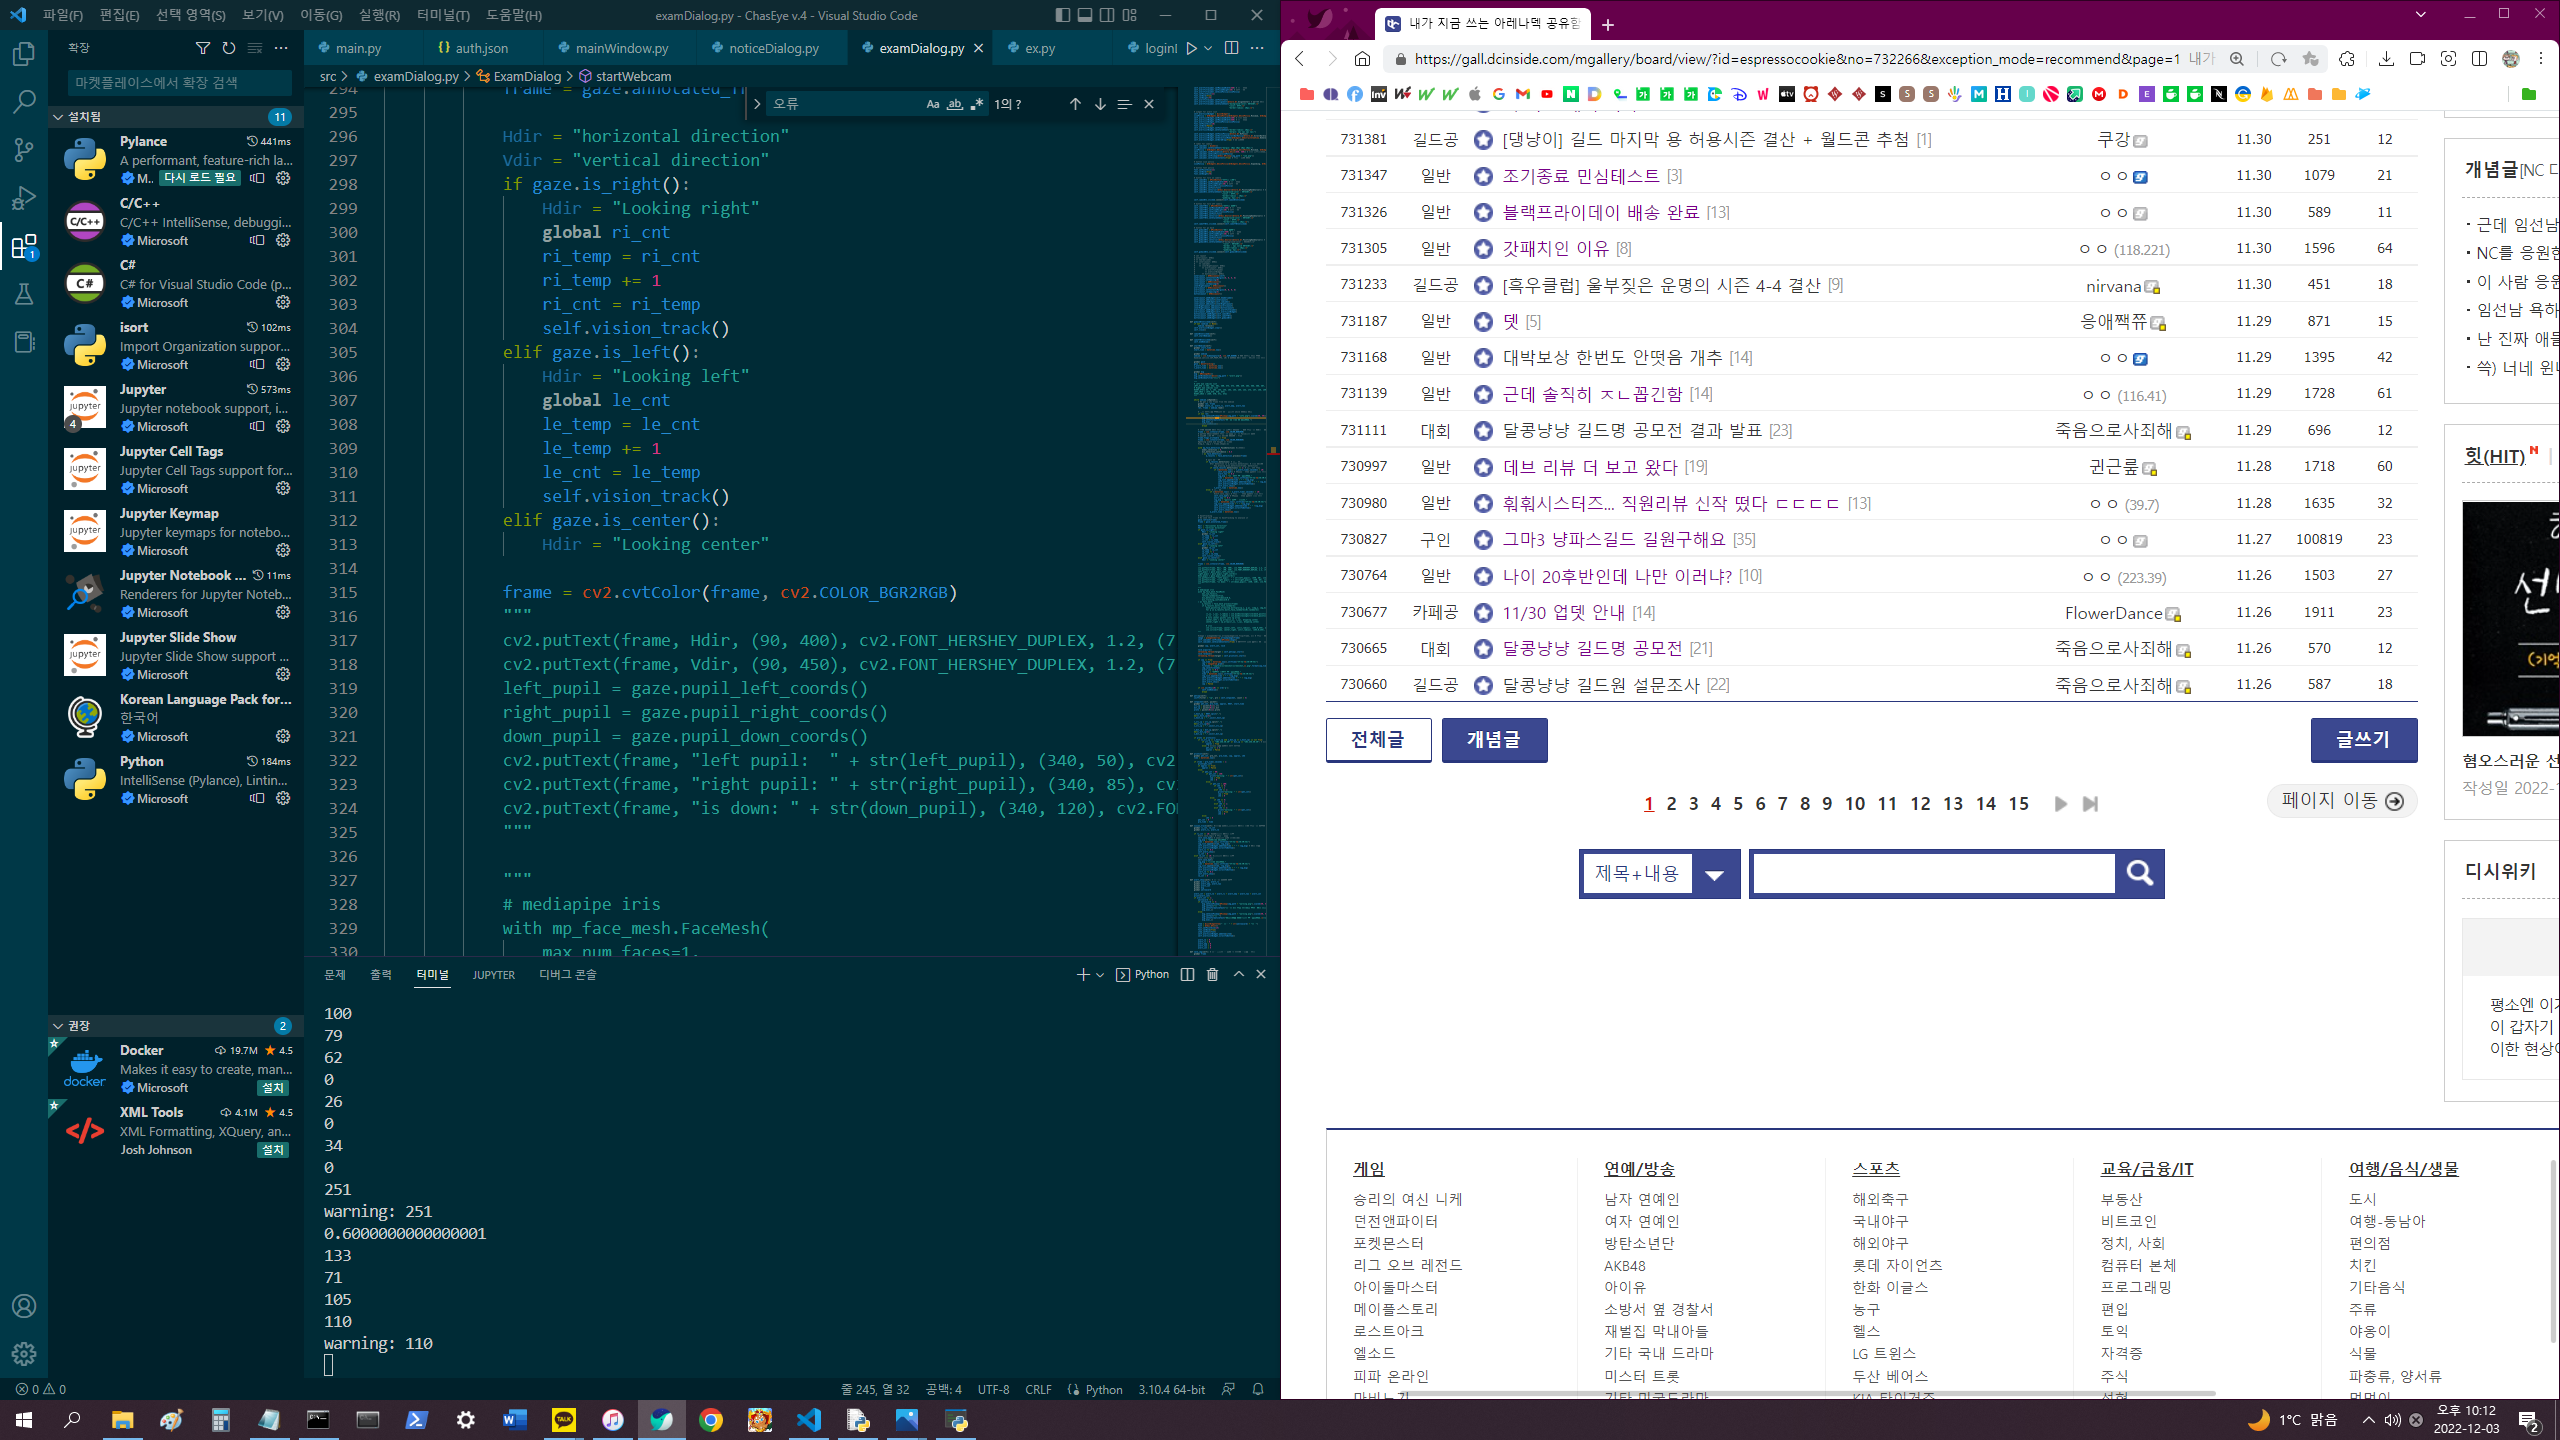 파일(F) 편집(E) 선택 영역(S) 보기(V) 이동(G) 실행(R) 터미널(T) 도움말(H) examDialog.py - ChasEye v.4 - Visual Studio Code
확장
마켓플레이스에서 확장 검색
설치됨 11
Pylance 441ms
A performant, feature-rich la...
M.. 다시 로드 필요
C/C++
C/C++ IntelliSense, debuggi...
Microsoft
C#
C# for Visual Studio Code (p...
Microsoft
isort 102ms
Import Organization suppor...
Microsoft
Jupyter 573ms
Jupyter notebook support, i...
Microsoft
4
Jupyter Cell Tags
Jupyter Cell Tags support for...
Microsoft
Jupyter Keymap
Jupyter keymaps for notebo...
Microsoft
Jupyter Notebook ... 11ms
Renderers for Jupyter Noteb...
Microsoft
Jupyter Slide Show
Jupyter Slide Show support ...
Microsoft
Korean Language Pack for...
한국어
Microsoft
Python 184ms
IntelliSense (Pylance), Lintin...
Microsoft
권장 2
Docker 19.7M 4.5
Makes it easy to create, man...
Microsoft 설치
XML Tools 4.1M 4.5
XML Formatting, XQuery, an...
Josh Johnson 설치
main.py auth.json mainWindow.py noticeDialog.py examDialog.py ex.py loginI
src > examDialog.py > ExamDialog > startWebcam
오류 Aa ab 1의 ?
294 frame = gaze.annotated_f
295
296 Hdir = "horizontal direction"
297 Vdir = "vertical direction"
298 if gaze.is_right():
299 Hdir = "Looking right"
300 global ri_cnt
301 ri_temp = ri_cnt
302 ri_temp += 1
303 ri_cnt = ri_temp
304 self.vision_track()
305 elif gaze.is_left():
306 Hdir = "Looking left"
307 global le_cnt
308 le_temp = le_cnt
309 le_temp += 1
310 le_cnt = le_temp
311 self.vision_track()
312 elif gaze.is_center():
313 Hdir = "Looking center"
314
315 frame = cv2.cvtColor(frame, cv2.COLOR_BGR2RGB)
316 """
317 cv2.putText(frame, Hdir, (90, 400), cv2.FONT_HERSHEY_DUPLEX, 1.2, (7
318 cv2.putText(frame, Vdir, (90, 450), cv2.FONT_HERSHEY_DUPLEX, 1.2, (7
319 left_pupil = gaze.pupil_left_coords()
320 right_pupil = gaze.pupil_right_coords()
321 down_pupil = gaze.pupil_down_coords()
322 cv2.putText(frame, "left pupil:  " + str(left_pupil), (340, 50), cv2
323 cv2.putText(frame, "right pupil: " + str(right_pupil), (340, 85), cv
324 cv2.putText(frame, "is down: " + str(down_pupil), (340, 120), cv2.FO
325 """
326
327 """
328 # mediapipe iris
329 with mp_face_mesh.FaceMesh(
330 max_num_faces=1,
문제 출력 터미널 JUPYTER 디버그 콘솔 Python
100
79
62
0
26
0
34
0
251
warning: 251
0.6000000000000001
133
71
105
110
warning: 110
0 0 줄 245, 열 32 공백: 4 UTF-8 CRLF Python 3.10.4 64-bit
내가 지금 쓰는 아레나덱 공유함
https://gall.dcinside.com/mgallery/board/view/?id=espressocookie&no=732266&exception_mode=recommend&page=1 내가
731381 길드공 [댕냥이] 길드 마지막 용 허용시즌 결산 + 월드콘 추첨 [1] 쿠강 11.30 251 12
731347 일반 조기종료 민심테스트 [3] ㅇㅇ 11.30 1079 21
731326 일반 블랙프라이데이 배송 완료 [13] ㅇㅇ 11.30 589 11
731305 일반 갓패치인 이유 [8] ㅇㅇ (118.221) 11.30 1596 64
731233 길드공 [흑우클럽] 울부짖은 운명의 시즌 4-4 결산 [9] nirvana 11.30 451 18
731187 일반 뎃 [5] 응애짹쮸 11.29 871 15
731168 일반 대박보상 한번도 안떳음 개추 [14] ㅇㅇ 11.29 1395 42
731139 일반 근데 솔직히 ㅈㄴ꼽긴함 [14] ㅇㅇ (116.41) 11.29 1728 61
731111 대회 달콩냥냥 길드명 공모전 결과 발표 [23] 죽음으로사죄해 11.29 696 12
730997 일반 데브 리뷰 더 보고 왔다 [19] 권근륲 11.28 1718 60
730980 일반 훠훠시스터즈... 직원리뷰 신작 떴다 ㄷㄷㄷㄷ [13] ㅇㅇ (39.7) 11.28 1635 32
730827 구인 그마3 냥파스길드 길원구해요 [35] ㅇㅇ 11.27 100819 23
730764 일반 나이 20후반인데 나만 이러냐? [10] ㅇㅇ (223.39) 11.26 1503 27
730677 카페공 11/30 업뎃 안내 [14] FlowerDance 11.26 1911 23
730665 대회 달콩냥냥 길드명 공모전 [21] 죽음으로사죄해 11.26 570 12
730660 길드공 달콩냥냥 길드원 설문조사 [22] 죽음으로사죄해 11.26 587 18
전체글 개념글 글쓰기
1 2 3 4 5 6 7 8 9 10 11 12 13 14 15 페이지 이동
제목+내용
개념글[NC 다
· 근데 임선남
· NC를 응원한
· 이 사람 응원
· 임선남 욕하
· 난 진짜 애들
· 쓱) 너네 윈나
힛(HIT) N
혐오스러운 선
작성일 2022-1
디시위키
평소엔 이기
이 갑자기
이한 현상이
게임
승리의 여신 니케
던전앤파이터
포켓몬스터
리그 오브 레전드
아이돌마스터
메이플스토리
로스트아크
엘소드
피파 온라인
마비노기
연예/방송
남자 연예인
여자 연예인
방탄소년단
AKB48
아이유
소방서 옆 경찰서
재벌집 막내아들
기타 국내 드라마
미스터 트롯
기타 미국드라마
스포츠
해외축구
국내야구
해외야구
롯데 자이언츠
한화 이글스
농구
헬스
LG 트윈스
두산 베어스
KIA 타이거즈
교육/금융/IT
부동산
비트코인
정치, 사회
컴퓨터 본체
프로그래밍
편입
토익
자격증
주식
여행/음식/생물
도시
여행-동남아
편의점
치킨
기타음식
주류
야옹이
식물
파충류, 양서류
멍멍이
1°C 맑음 오후 10:12
2022-12-03 2